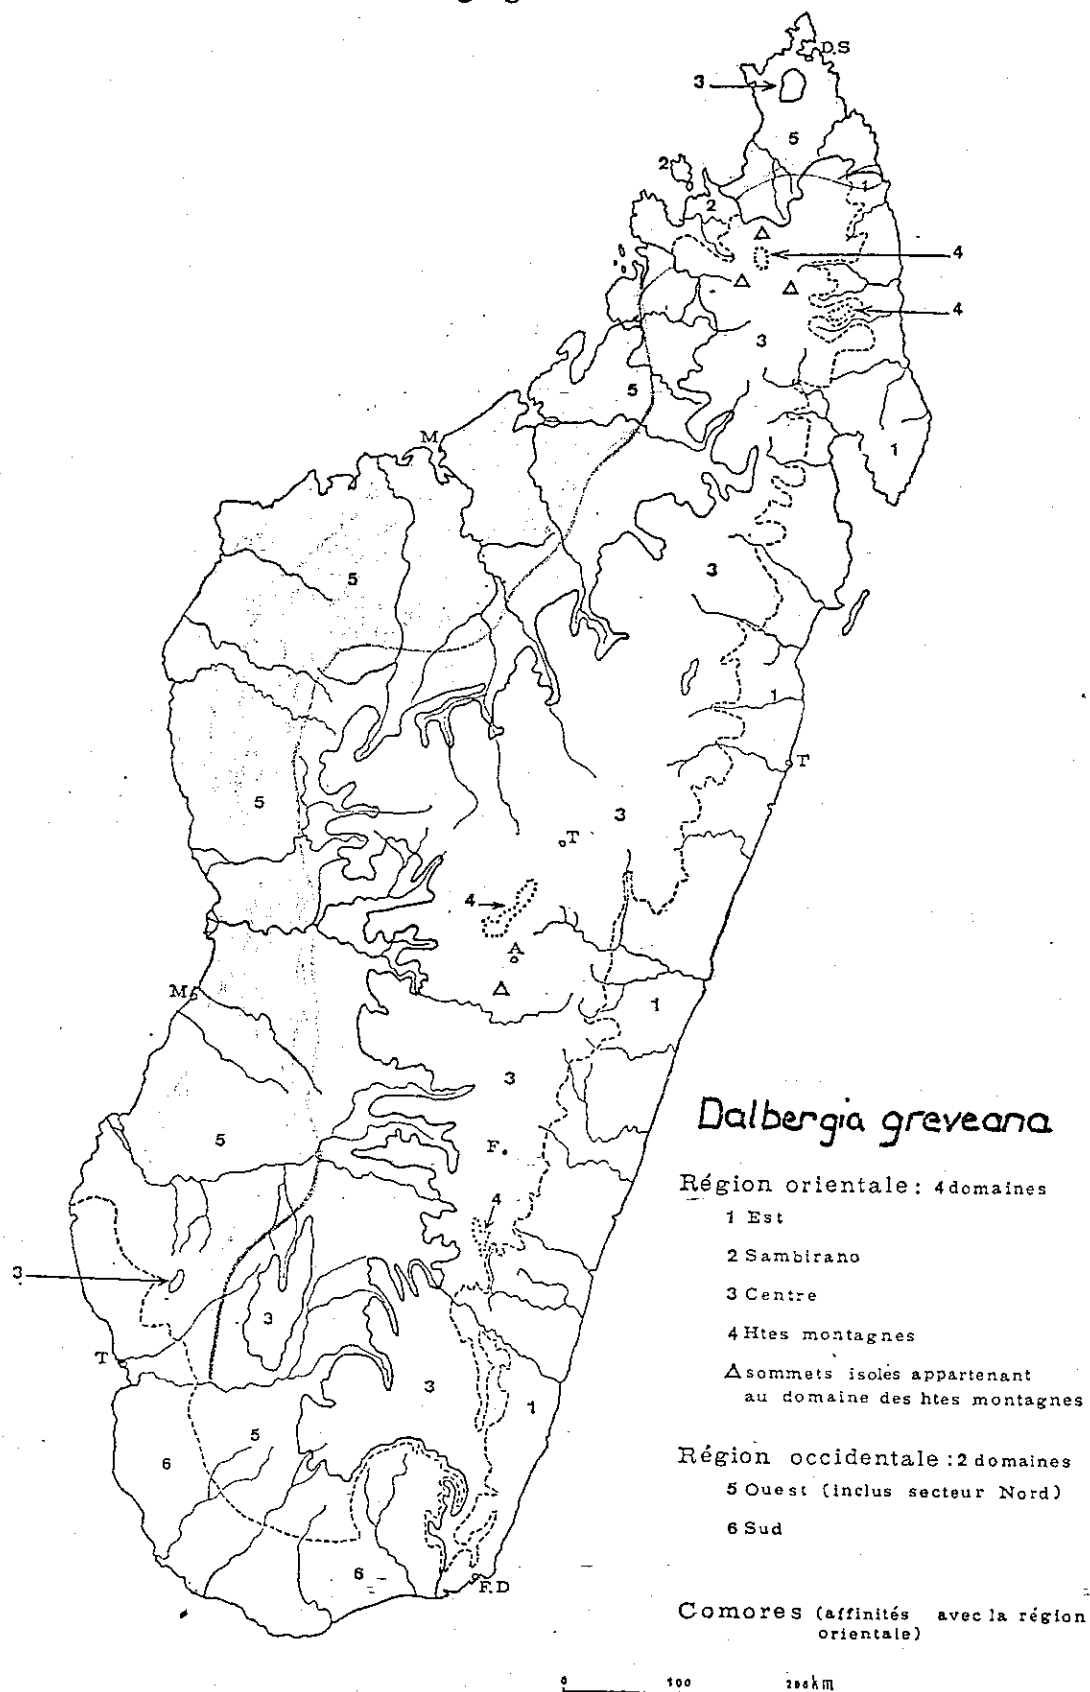 D.S
3
5
2
1
2
4
4
3
5
M
1
3
5
1
T
5
3
T
4
A
M
1
3
5
F.
4
3
3
T
3
1
5
6
6
F.D
Dalbergia greveana
Région orientale : 4 domaines
1 Est
2 Sambirano
3 Centre
4 Htes montagnes
△ sommets isolés appartenant
au domaine des htes montagnes
Région occidentale : 2 domaines
5 Ouest (inclus secteur Nord)
6 Sud
Comores (affinités avec la région
orientale)
0 100 200km